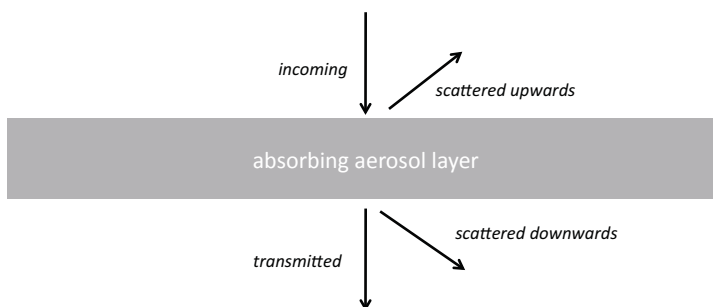 incoming
scattered upwards
absorbing aerosol layer
scattered downwards
transmitted